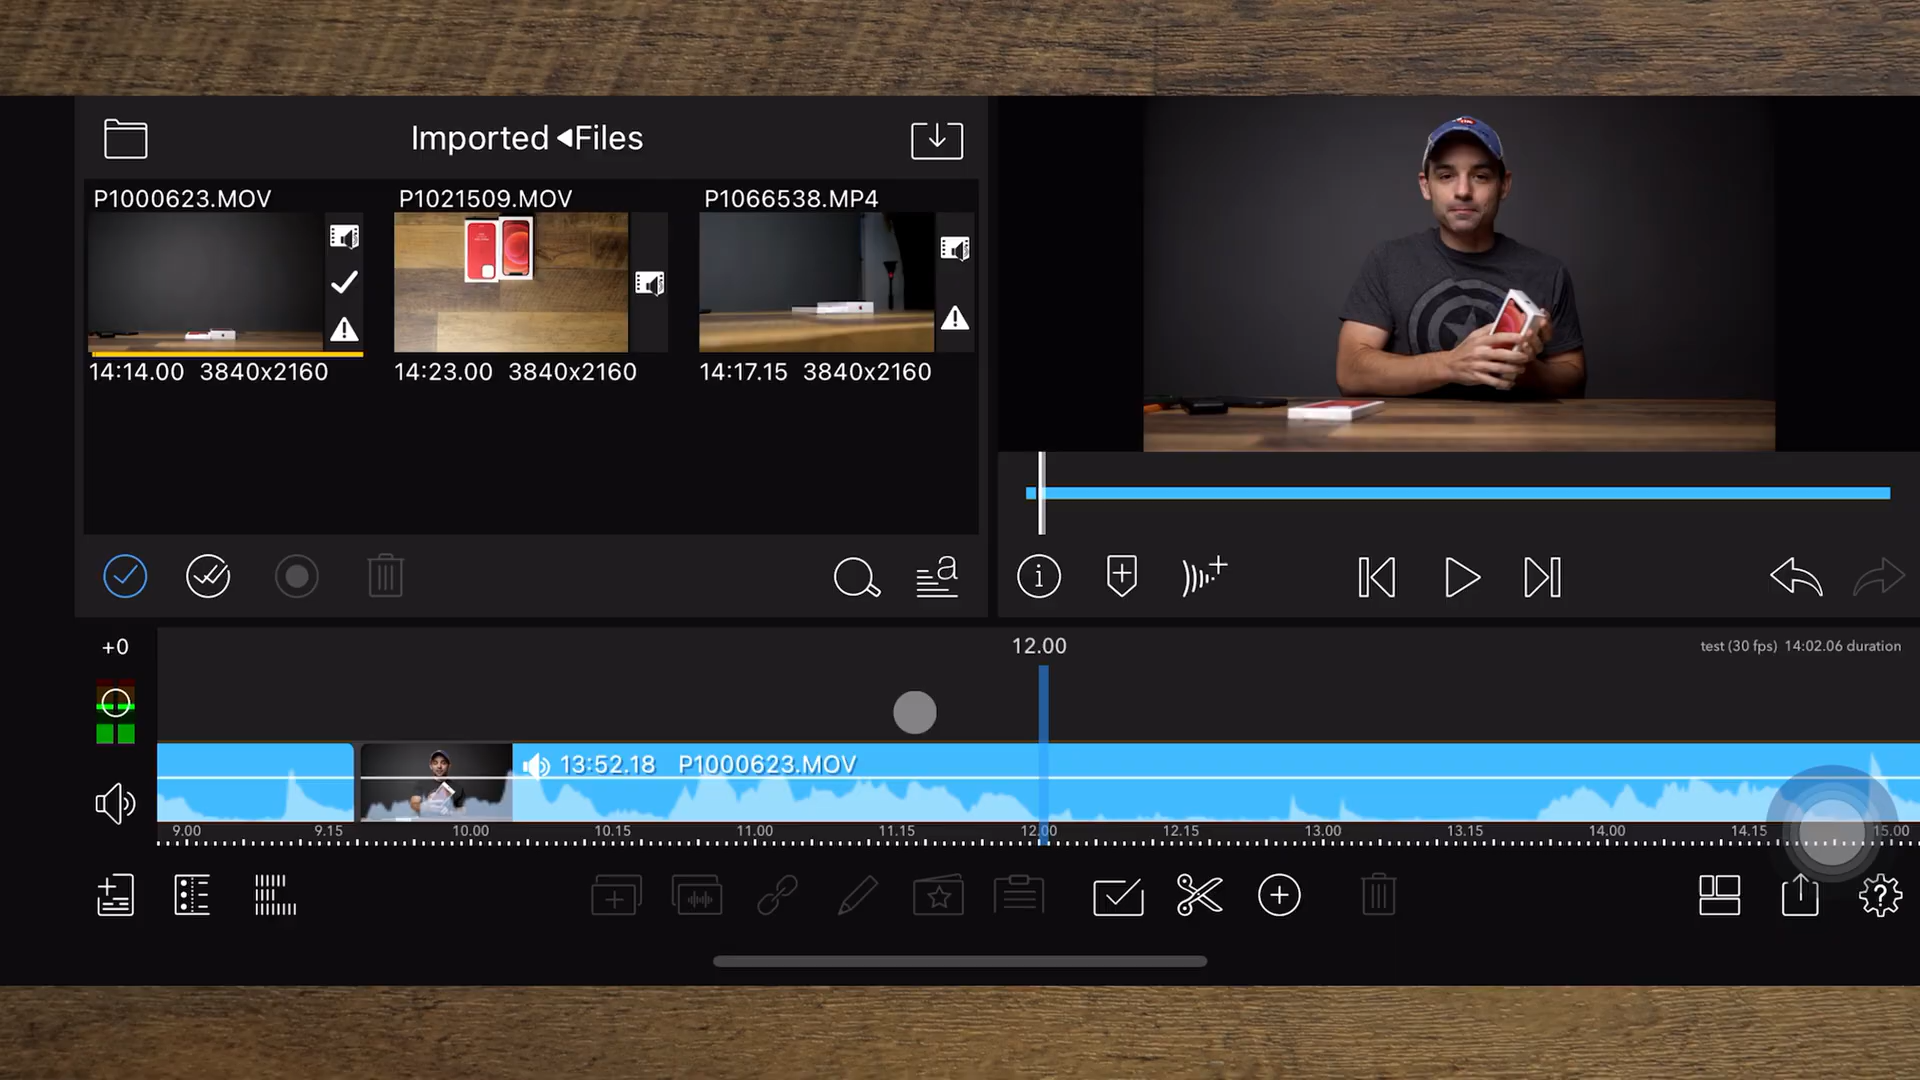 Imported ◀Files
P1000623.MOV
P1021509.MOV
P1066538.MP4
14:14.00 3840x2160
14:23.00 3840x2160
14:17.15 3840x2160
a
+0
12.00
test (30 fps) 14:02.06 duration
13:52.18 P1000623.MOV
9.00 9.15 10.00 10.15 11.00 11.15 12.00 12.15 13.00 13.15 14.00 14.15 15.00